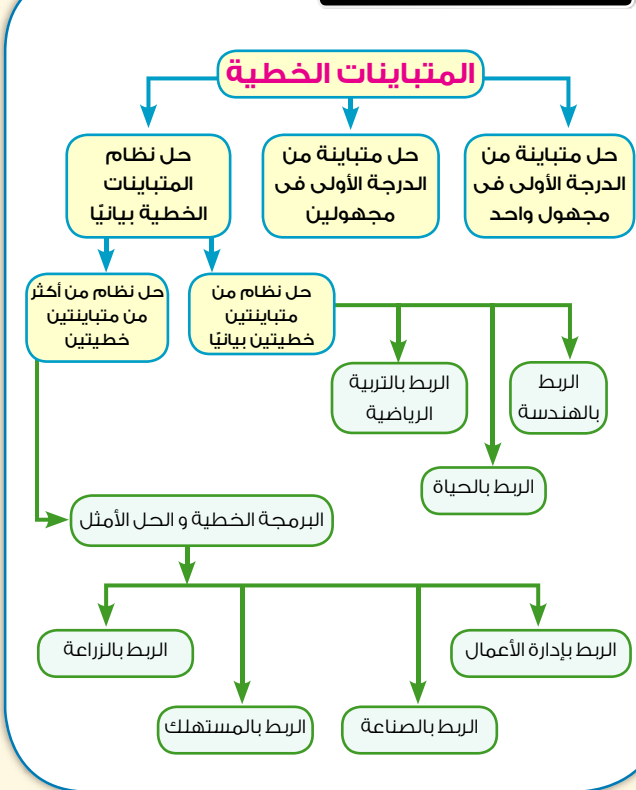 المتباينات الخطية
حل متباينة من
الدرجة الأولى فى
مجهول واحد
حل متباينة من
الدرجة الأولى فى
مجهولين
حل نظام
المتباينات
الخطية بيانيًا
حل نظام من
متباينتين
خطيتين بيانيًا
حل نظام من أكثر
من متباينتين
خطيتين
الربط
بالهندسة
الربط بالتربية
الرياضية
الربط بالحياة
البرمجة الخطية و الحل الأمثل
الربط بإدارة الأعمال
الربط بالزراعة
الربط بالصناعة
الربط بالمستهلك